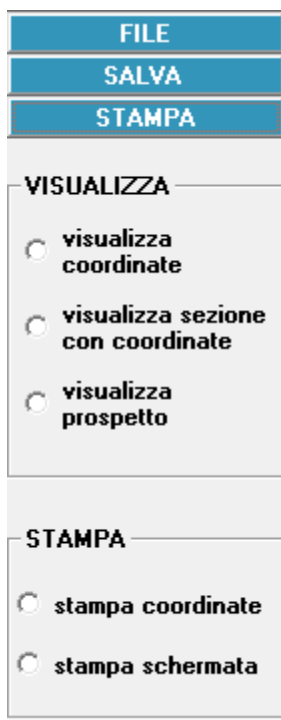 FILE
SALVA
STAMPA
VISUALIZZA
visualizza
coordinate
visualizza sezione
con coordinate
visualizza
prospetto
STAMPA
stampa coordinate
stampa schermata